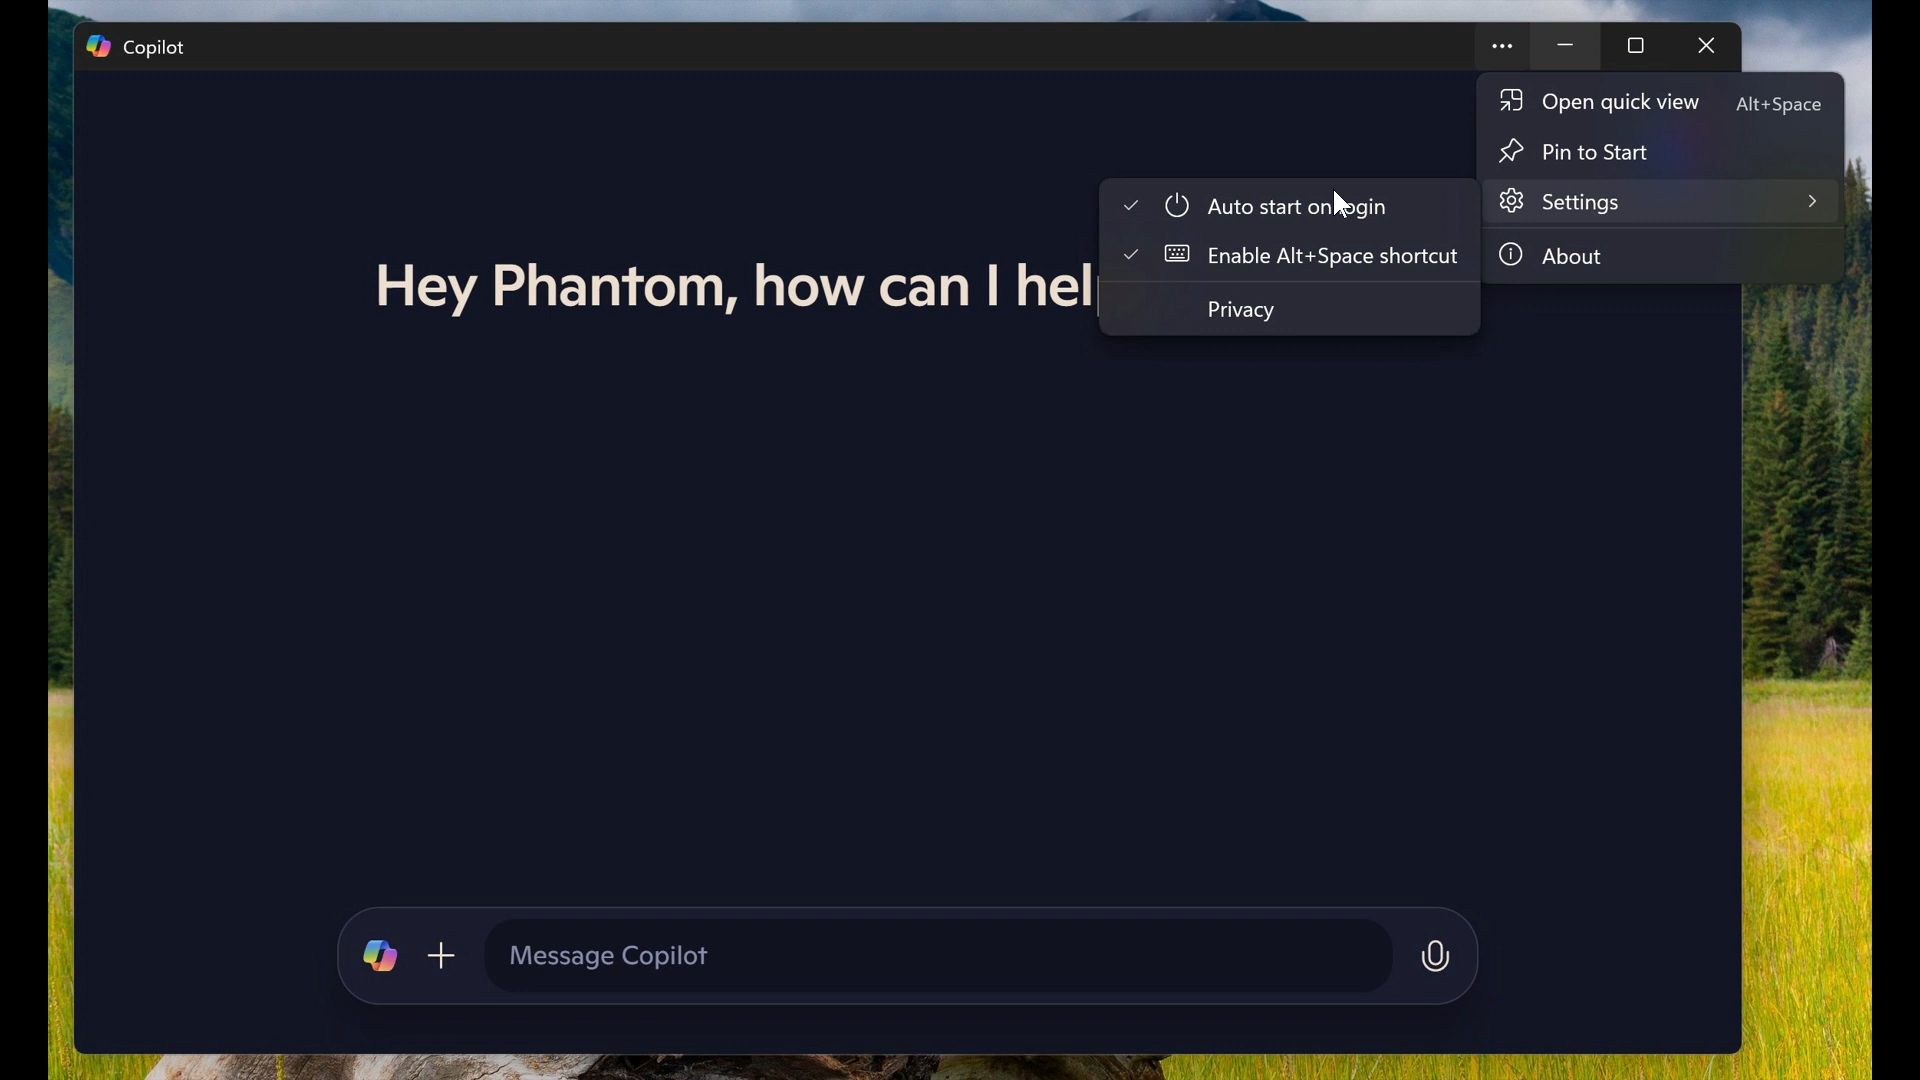 Copilot
Open quick view Alt+Space
Pin to Start
Settings
About
Auto start on login
Enable Alt+Space shortcut
Privacy
Hey Phantom, how can I hel
Message Copilot